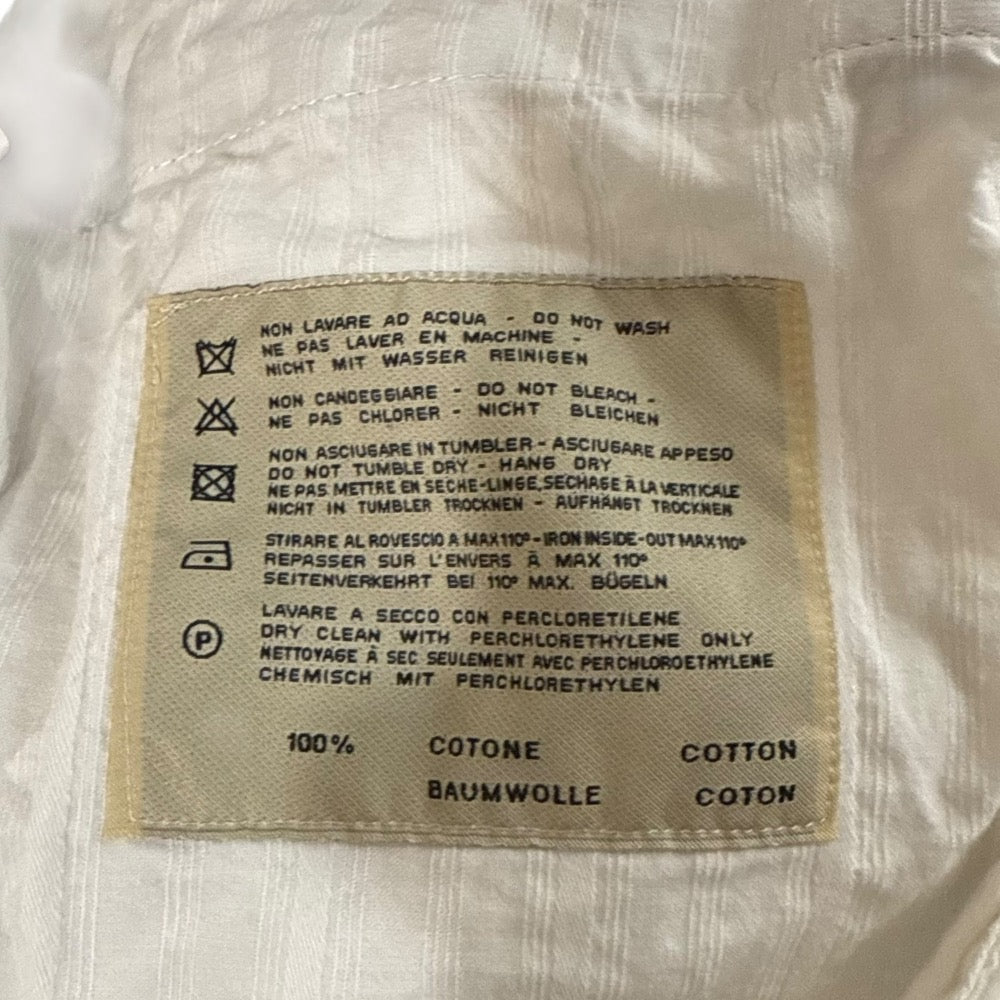 NON LAVARE AD ACQUA - DO NOT WASH
NE PAS LAVER EN MACHINE -
NICHT MIT WASSER REINIGEN
NON CANDEGGIARE - DO NOT BLEACH -
NE PAS CHLORER - NICHT BLEICHEN
NON ASCIUGARE IN TUMBLER - ASCIUGARE APPESO
DO NOT TUMBLE DRY - HANG DRY
NE PAS METTRE EN SECHE-LINGE, SECHAGE À LA VERTICALE
NICHT IN TUMBLER TROCKNEN - AUFHÄNGT TROCKNEN
STIRARE AL ROVESCIO A MAX 110° - IRON INSIDE-OUT MAX 110°
REPASSER SUR L'ENVERS À MAX 110°
SEITENVERKEHRT BEI 110° MAX. BÜGELN
P
LAVARE A SECCO CON PERCLORETILENE
DRY CLEAN WITH PERCHLORETHYLENE ONLY
NETTOYAGE À SEC SEULEMENT AVEC PERCHLOROETHYLENE
CHEMISCH MIT PERCHLORETHYLEN
100% COTONE COTTON
BAUMWOLLE COTON